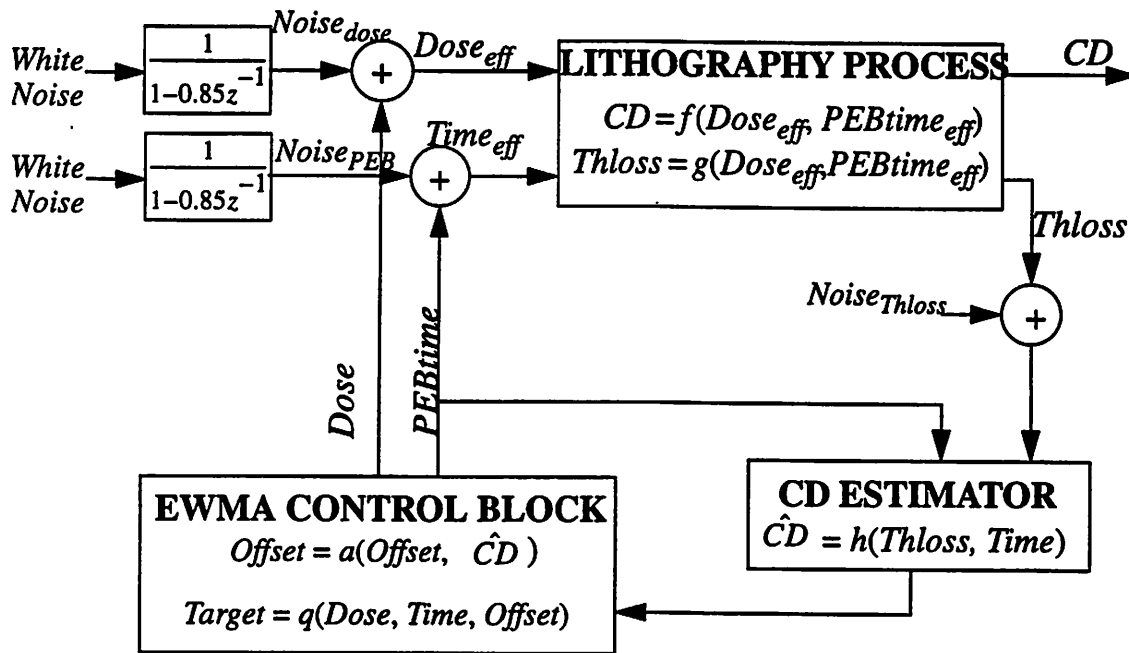 White
Noise
1
1–0.85z⁻¹
Noise_dose
+
Dose_eff
LITHOGRAPHY PROCESS
CD = f(Dose_eff, PEBtime_eff)
Thloss = g(Dose_eff, PEBtime_eff)
CD
White
Noise
1
1–0.85z⁻¹
Noise_PEB
Time_eff
+
Thloss
Noise_Thloss
+
Dose
PEBtime
EWMA CONTROL BLOCK
Offset = a(Offset, CD̂ )
Target = q(Dose, Time, Offset)
CD ESTIMATOR
CD̂ = h(Thloss, Time)